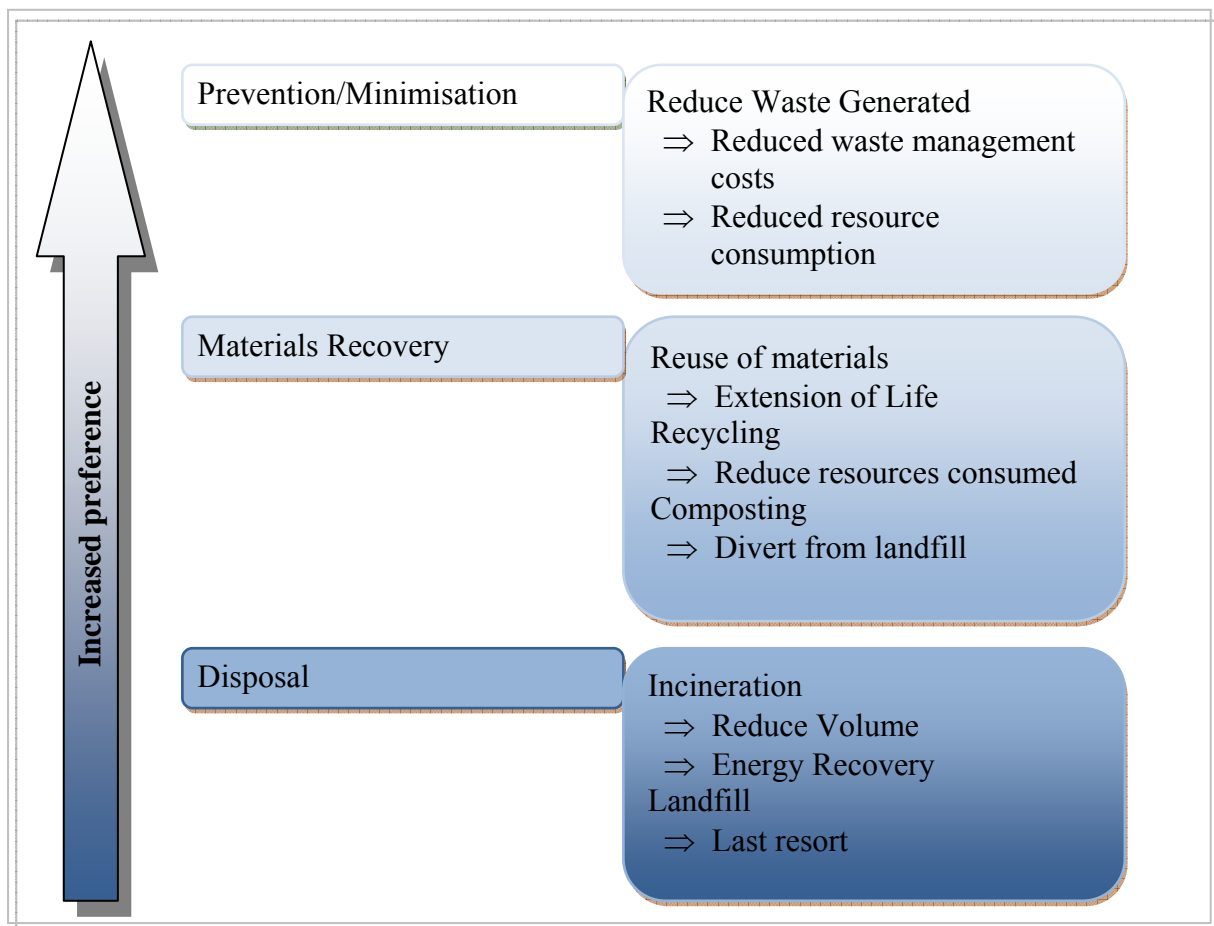 Prevention/Minimisation
Reduce Waste Generated
⇒ Reduced waste management
costs
⇒ Reduced resource
consumption
Materials Recovery
Reuse of materials
⇒ Extension of Life
Recycling
⇒ Reduce resources consumed
Composting
⇒ Divert from landfill
Disposal
Incineration
⇒ Reduce Volume
⇒ Energy Recovery
Landfill
⇒ Last resort
Increased preference